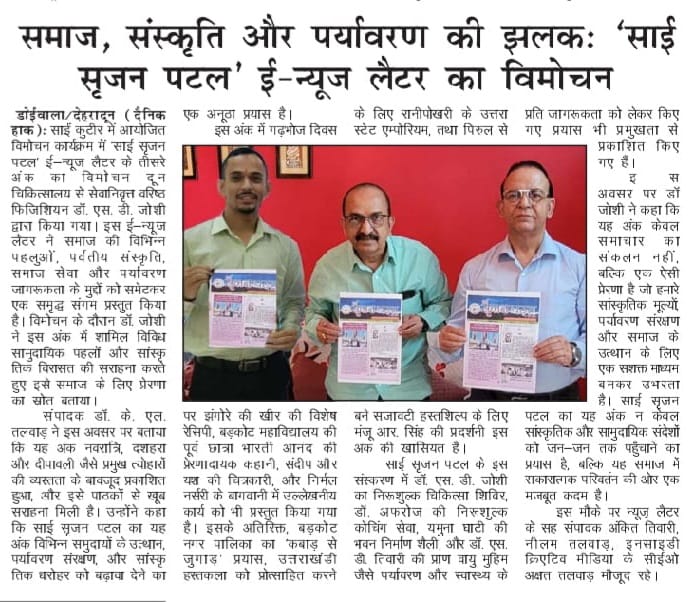 समाज, संस्कृति और पर्यावरण की झलकः ‘साई
सृजन पटल’ ई-न्यूज लैटर का विमोचन
डोईवाला/देहरादून (दैनिक
हाक): साईं कुटीर में आयोजित
विमोचन कार्यक्रम में 'साईं सृजन
पटल' ई–न्यूज लैटर के तीसरे
अंक का विमोचन दून
चिकित्सालय से सेवानिवृत्त वरिष्ठ
फिजिशियन डॉ. एस. डी. जोशी
द्वारा किया गया। इस ई–न्यूज
लैटर ने समाज की विभिन्न
पहलुओं, पर्वतीय संस्कृति,
समाज सेवा और पर्यावरण
जागरूकता के मुद्दों को समेटकर
एक समृद्ध संगम प्रस्तुत किया
है। विमोचन के दौरान डॉ. जोशी
ने इस अंक में शामिल विविध
सामुदायिक पहलों और सांस्कृ
तिक विरासत की सराहना करते
हुए इसे समाज के लिए प्रेरणा
का स्रोत बताया।
संपादक डॉ. के. एल.
तलवाड़ ने इस अवसर पर बताया
कि यह अंक नवरात्रि, दशहरा
और दीपावली जैसे प्रमुख त्योहारों
की व्यस्तता के बावजूद प्रकाशित
हुआ, और इसे पाठकों से खूब
सराहना मिली है। उन्होंने कहा
कि साईं सृजन पटल का यह
अंक विभिन्न समुदायों के उत्थान,
पर्यावरण संरक्षण, और सांस्कृ
तिक धरोहर को बढ़ावा देने का
एक अनूठा प्रयास है।
इस अंक में गढ़भोज दिवस
पर झंगोरे की खीर की विशेष
रेसिपी, बड़कोट महाविद्यालय की
पूर्व छात्रा भारती आनंद की
प्रेरणादायक कहानी, संदीप और
यश की चित्रकारी, और निर्मल
नर्सरी के बागवानी में उल्लेखनीय
कार्य को भी प्रस्तुत किया गया
है। इसके अतिरिक्त, बड़कोट
नगर पालिका का 'कबाड़ से
जुगाड़' प्रयास, उत्तराखंडी
हस्तकला को प्रोत्साहित करने
के लिए रानीपोखरी के उत्तरा
स्टेट एम्पोरियम, तथा पिरुल से
बने सजावटी हस्तशिल्प के लिए
मंजू आर. सिंह की प्रदर्शनी इस
अंक की खासियत है।
साईं सृजन पटल के इस
संस्करण में डॉ. एस. डी. जोशी
का निःशुल्क चिकित्सा शिविर,
डॉ. अफरोज की निःशुल्क
कोचिंग सेवा, यमुना घाटी की
भवन निर्माण शैली और डॉ. एस.
डी. तिवारी की प्राण वायु मुहिम
जैसे पर्यावरण और स्वास्थ्य के
प्रति जागरूकता को लेकर किए
गए प्रयास भी प्रमुखता से
प्रकाशित किए
गए हैं।
इ स
अवसर पर डॉ
जोशी ने कहा कि
यह अंक केवल
समाचार का
संकलन नहीं,
बल्कि एक ऐसी
प्रेरणा है जो हमारे
सांस्कृतिक मूल्यों,
पर्यावरण संरक्षण
और समाज के
उत्थान के लिए
एक सशक्त माध्यम
बनकर उभरता
है। साईं सृजन
पटल का यह अंक न केवल
सांस्कृतिक और सामुदायिक संदेशों
को जन–जन तक पहुँचाने का
प्रयास है, बल्कि यह समाज में
सकारात्मक परिवर्तन की ओर एक
मजबूत कदम है।
इस मौके पर न्यूज लैटर
के सह संपादक अंकित तिवारी,
नीलम तलवाड़, इनसाइडी
क्रिएटिव मीडिया के सीईओ
अक्षत तलवाड़ मौजूद रहे।